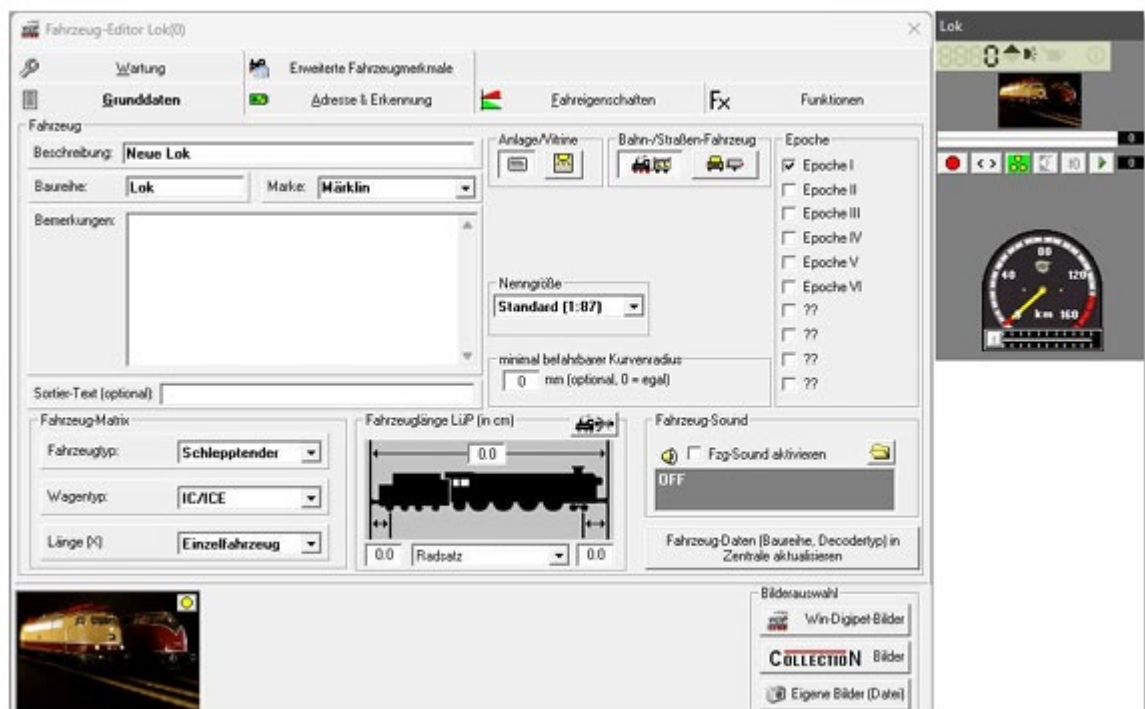 Fahrzeug-Editor Lok(0)
Lok
Wartung
Erweiterte Fahrzeugmerkmale
Grunddaten
Adresse & Erkennung
Fahreigenschaften
Fx
Funktionen
Fahrzeug
Beschreibung: Neue Lok
Baureihe: Lok
Marke: Märklin
Bemerkungen:
Sortier-Text (optional)
Anlage/Vitrine
Bahn-/Straßen-Fahrzeug
Nenngröße
Standard (1:87)
minimal befahrbarer Kurvenradius
0 mm (optional, 0 = egal)
Epoche
Epoche I
Epoche II
Epoche III
Epoche IV
Epoche V
Epoche VI
??
??
??
??
Fahrzeug-Matrix
Fahrzeugtyp: Schlepptender
Wagentyp: IC/ICE
Länge (X) Einzelfahrzeug
Fahrzeuglänge LüP (in cm)
0.0
0.0 Radsatz 0.0
Fahrzeug-Sound
Fzg-Sound aktivieren
OFF
Fahrzeug-Daten (Baureihe, Decodertyp) in
Zentrale aktualisieren
Bilderauswahl
Win-Digipet-Bilder
COLLECTION Bilder
Eigene Bilder (Datei)
0
0
f0
0
80
40
120
0 km 160